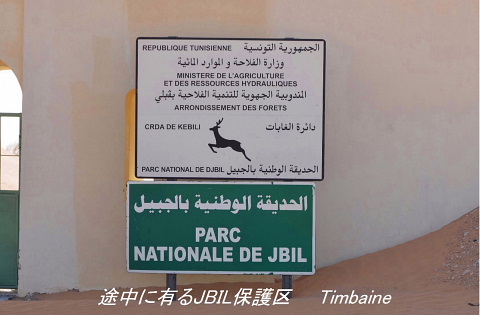 REPUBLIQUE TUNISIENNE الجمهورية التونسية
وزارة الفلاحة و الموارد المائية
MINISTERE DE L'AGRICULTURE
ET DES RESSOURCES HYDRAULIQUES
المندوبية الجهوية للتنمية الفلاحية بقبلي
ARRONDISSEMENT DES FORETS
CRDA DE KEBILI دائرة الغابات
PARC NATIONAL DE DJBIL الحديقة الوطنية بالجبيل
الحديقة الوطنية بالجبيل
PARC
NATIONALE DE JBIL
途中に有るJBIL保護区 Timbaine